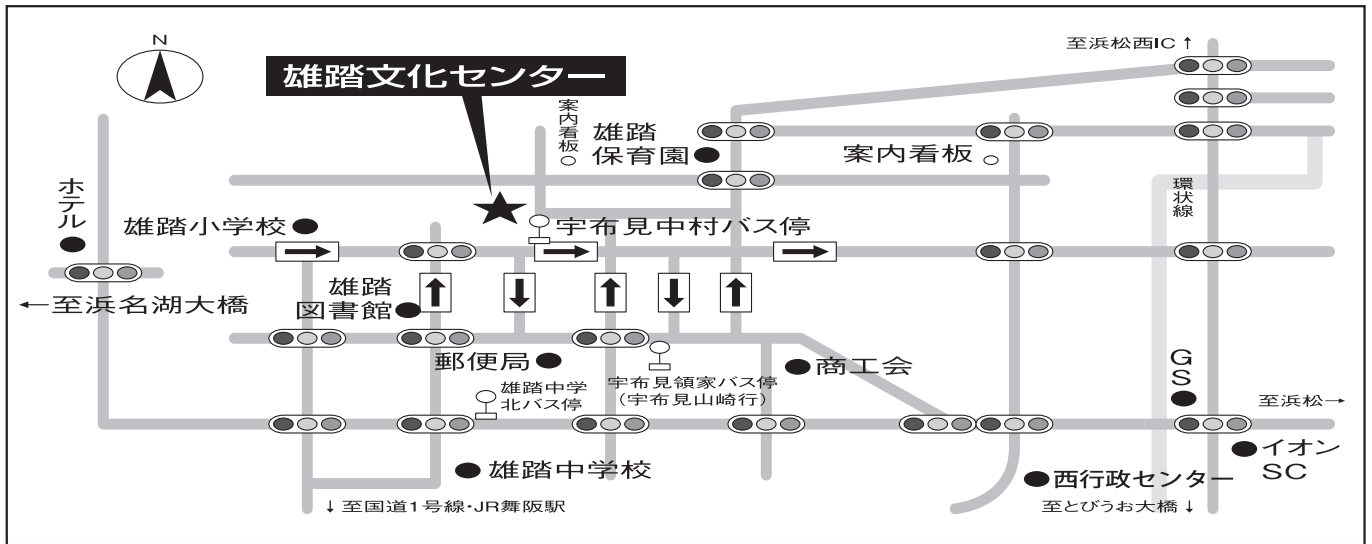 N
至浜松西IC ↑
雄踏文化センター
案内看板
雄踏
保育園
案内看板
ホテル
環状線
雄踏小学校
宇布見中村バス停
雄踏
図書館
←至浜名湖大橋
郵便局
商工会
GS
雄踏中学
北バス停
宇布見領家バス停
(宇布見山崎行)
至浜松→
イオン
SC
雄踏中学校
西行政センター
↓ 至国道1号線・JR舞阪駅
至とびうお大橋 ↓